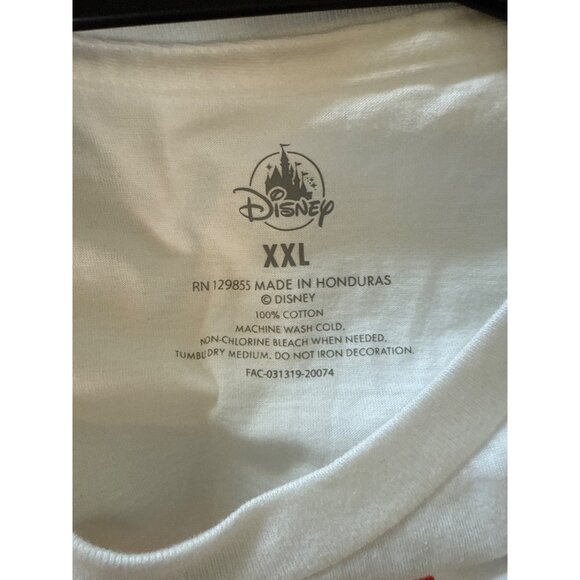 Disney
XXL
RN 129855 MADE IN HONDURAS
© DISNEY
100% COTTON
MACHINE WASH COLD.
NON-CHLORINE BLEACH WHEN NEEDED.
TUMBLE DRY MEDIUM. DO NOT IRON DECORATION.
FAC-031319-20074